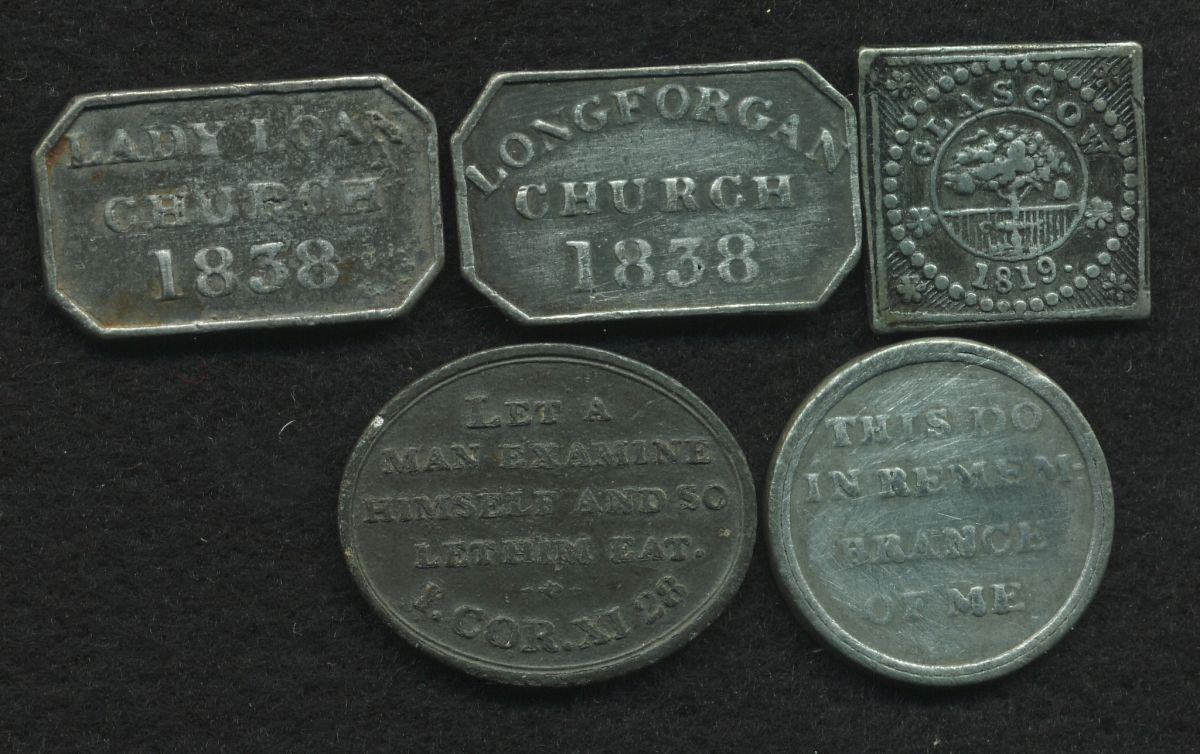 LADY LOAN
CHURCH
1838
LONGFORGAN
CHURCH
1838
GLASGOW
1819.
LET A
MAN EXAMINE
HIMSELF AND SO
LET HIM EAT.
I. COR. XI 28
THIS DO
IN REMEM-
BRANCE
OF ME